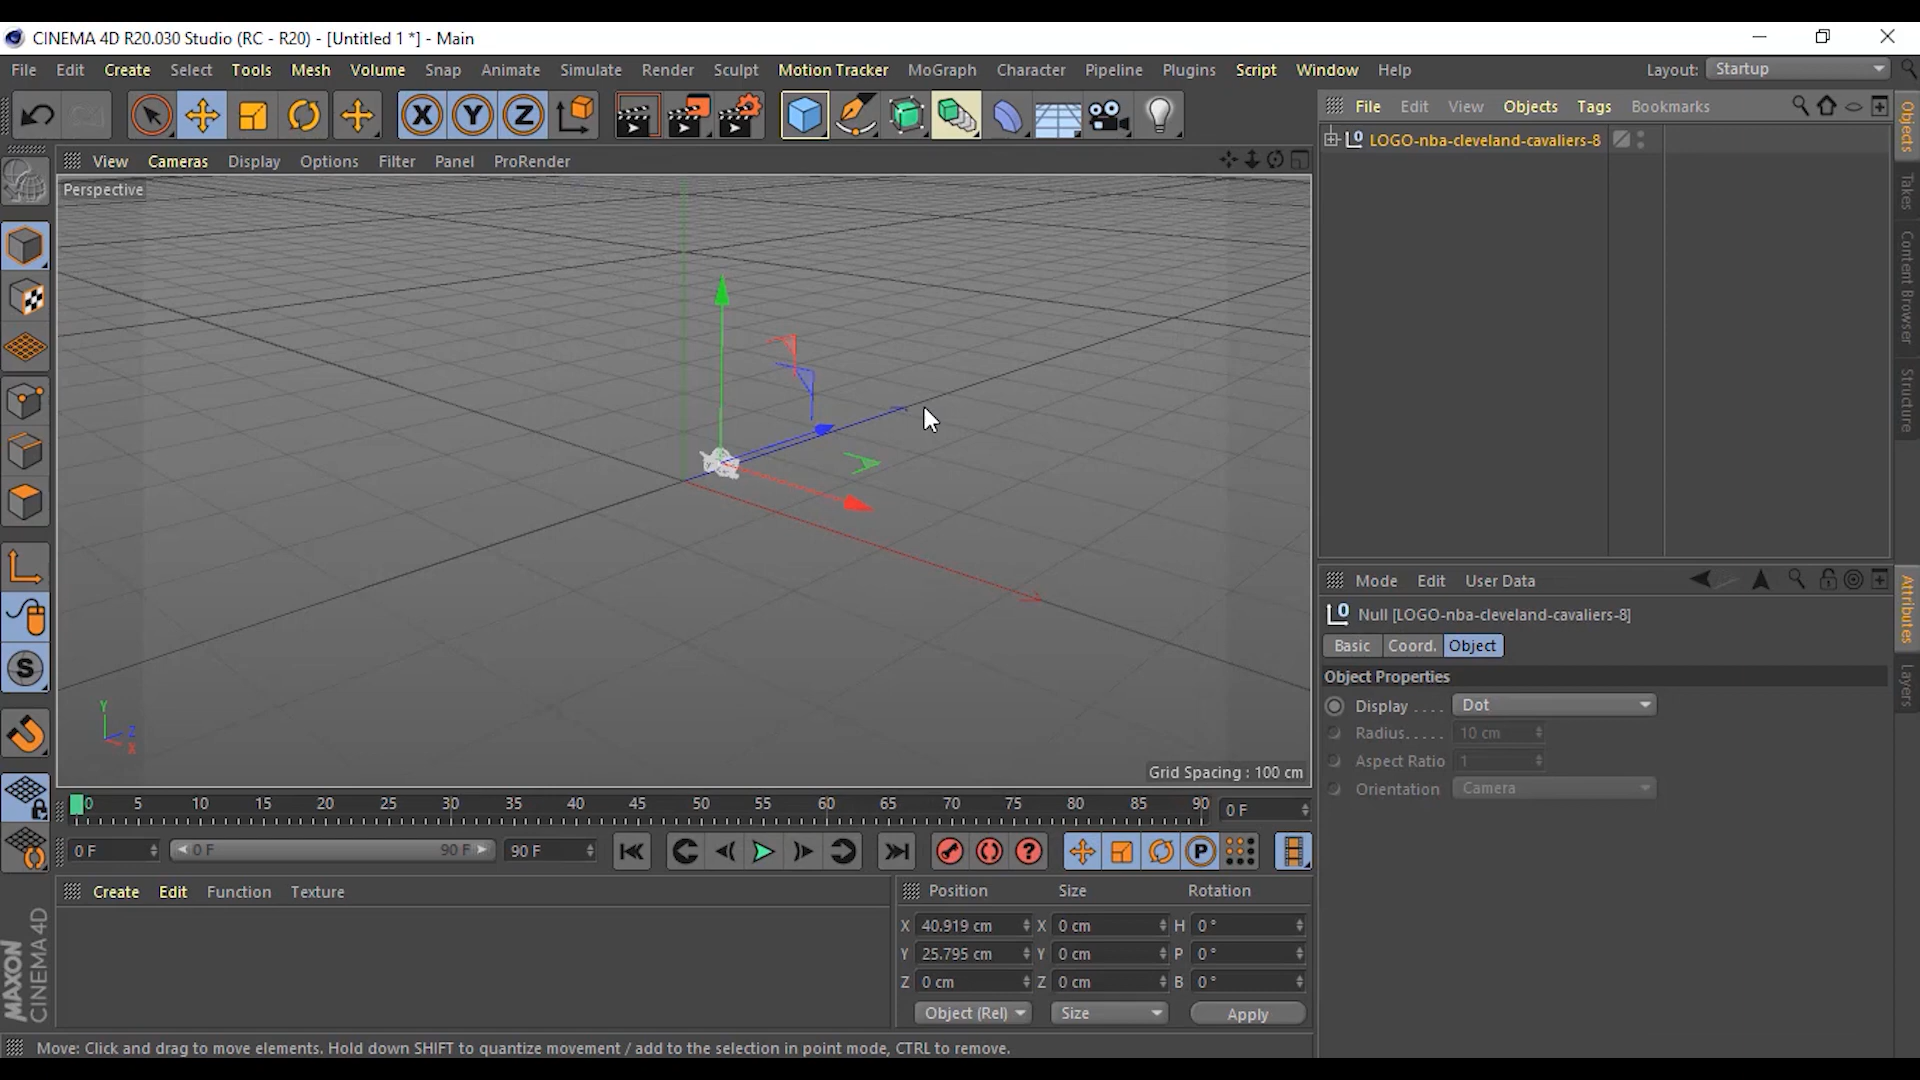 CINEMA 4D R20.030 Studio (RC - R20) - [Untitled 1 *] - Main
File Edit Create Select Tools Mesh Volume Snap Animate Simulate Render Sculpt Motion Tracker MoGraph Character Pipeline Plugins Script Window Help Layout: Startup
X Y Z
File Edit View Objects Tags Bookmarks
LOGO-nba-cleveland-cavaliers-8
View Cameras Display Options Filter Panel ProRender
Perspective
Y
Z
X
Grid Spacing : 100 cm
Objects
Takes
Content Browser
Structure
Attributes
Layers
Mode Edit User Data
Null [LOGO-nba-cleveland-cavaliers-8]
Basic Coord. Object
Object Properties
Display . . . . Dot
Radius. . . . . 10 cm
Aspect Ratio 1
Orientation Camera
0 5 10 15 20 25 30 35 40 45 50 55 60 65 70 75 80 85 90 0 F
0 F 0 F 90 F 90 F
P
Create Edit Function Texture
Position Size Rotation
X 40.919 cm X 0 cm H 0 °
Y 25.795 cm Y 0 cm P 0 °
Z 0 cm Z 0 cm B 0 °
Object (Rel) Size Apply
MAXON
CINEMA 4D
Move: Click and drag to move elements. Hold down SHIFT to quantize movement / add to the selection in point mode, CTRL to remove.